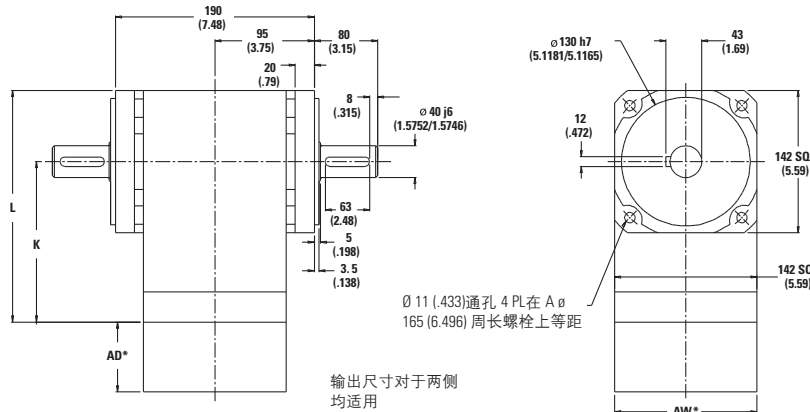 190
(7.48)
95
(3.75)
80
(3.15)
20
(.79)
8
(.315)
ø 40 j6
(1.5752/1.5746)
63
(2.48)
5
(.198)
3.5
(.138)
L
K
AD*
输出尺寸对于两侧
均适用
ø 130 h7
(5.1181/5.1165)
43
(1.69)
12
(.472)
142 SQ
(5.59)
142 SQ
(5.59)
Ø 11 (.433)通孔 4 PL在 A ø
165 (6.496) 周长螺栓上等距
AW*